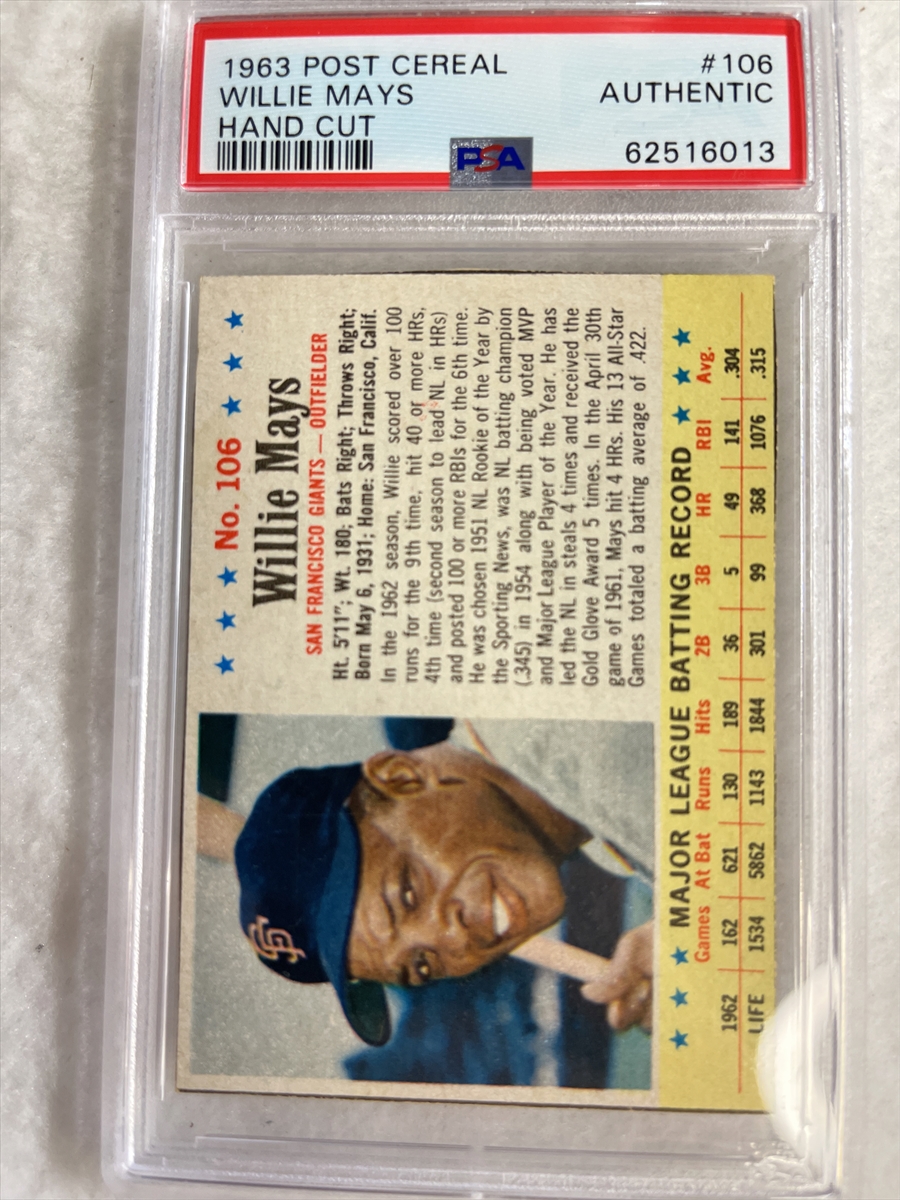 1963 POST CEREAL #106
WILLIE MAYS AUTHENTIC
HAND CUT
PSA 62516013
★ ★ ★ No. 106 ★ ★ ★
Willie Mays
SAN FRANCISCO GIANTS — OUTFIELDER
Ht. 5'11"; Wt. 180; Bats Right; Throws Right;
Born May 6, 1931; Home: San Francisco, Calif.
In the 1962 season, Willie scored over 100
runs for the 9th time, hit 40 or more HRs,
4th time (second season to lead NL in HRs)
and posted 100 or more RBIs for the 6th time.
He was chosen 1951 NL Rookie of the Year by
the Sporting News, was NL batting champion
(.345) in 1954 along with being voted MVP
and Major League Player of the Year. He has
led the NL in steals 4 times and received the
Gold Glove Award 5 times. In the April 30th
game of 1961, Mays hit 4 HRs. His 13 All-Star
Games totaled a batting average of .422.
SF
★ ★ ★ MAJOR LEAGUE BATTING RECORD ★ ★ ★
Games At Bat Runs Hits 2B 3B HR RBI Avg.
1962 162 621 130 189 36 5 49 141 .304
LIFE 1534 5862 1143 1844 301 99 368 1076 .315